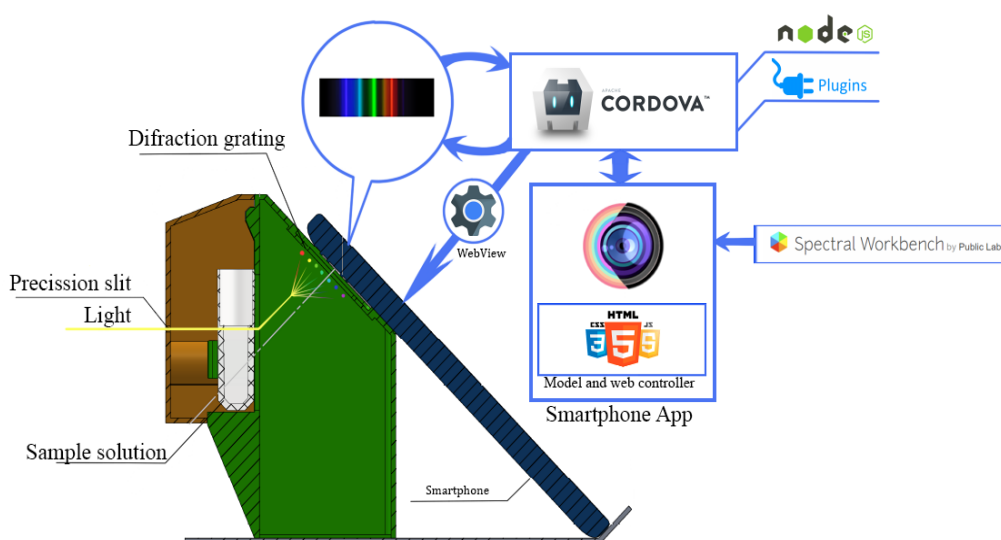 node
JS
Plugins
APACHE
CORDOVA™
Difraction grating
WebView
Spectral Workbench by Public Lab
Precission slit
Light
HTML
CSS
JS
3
5
5
Model and web controller
Smartphone App
Sample solution
Smartphone